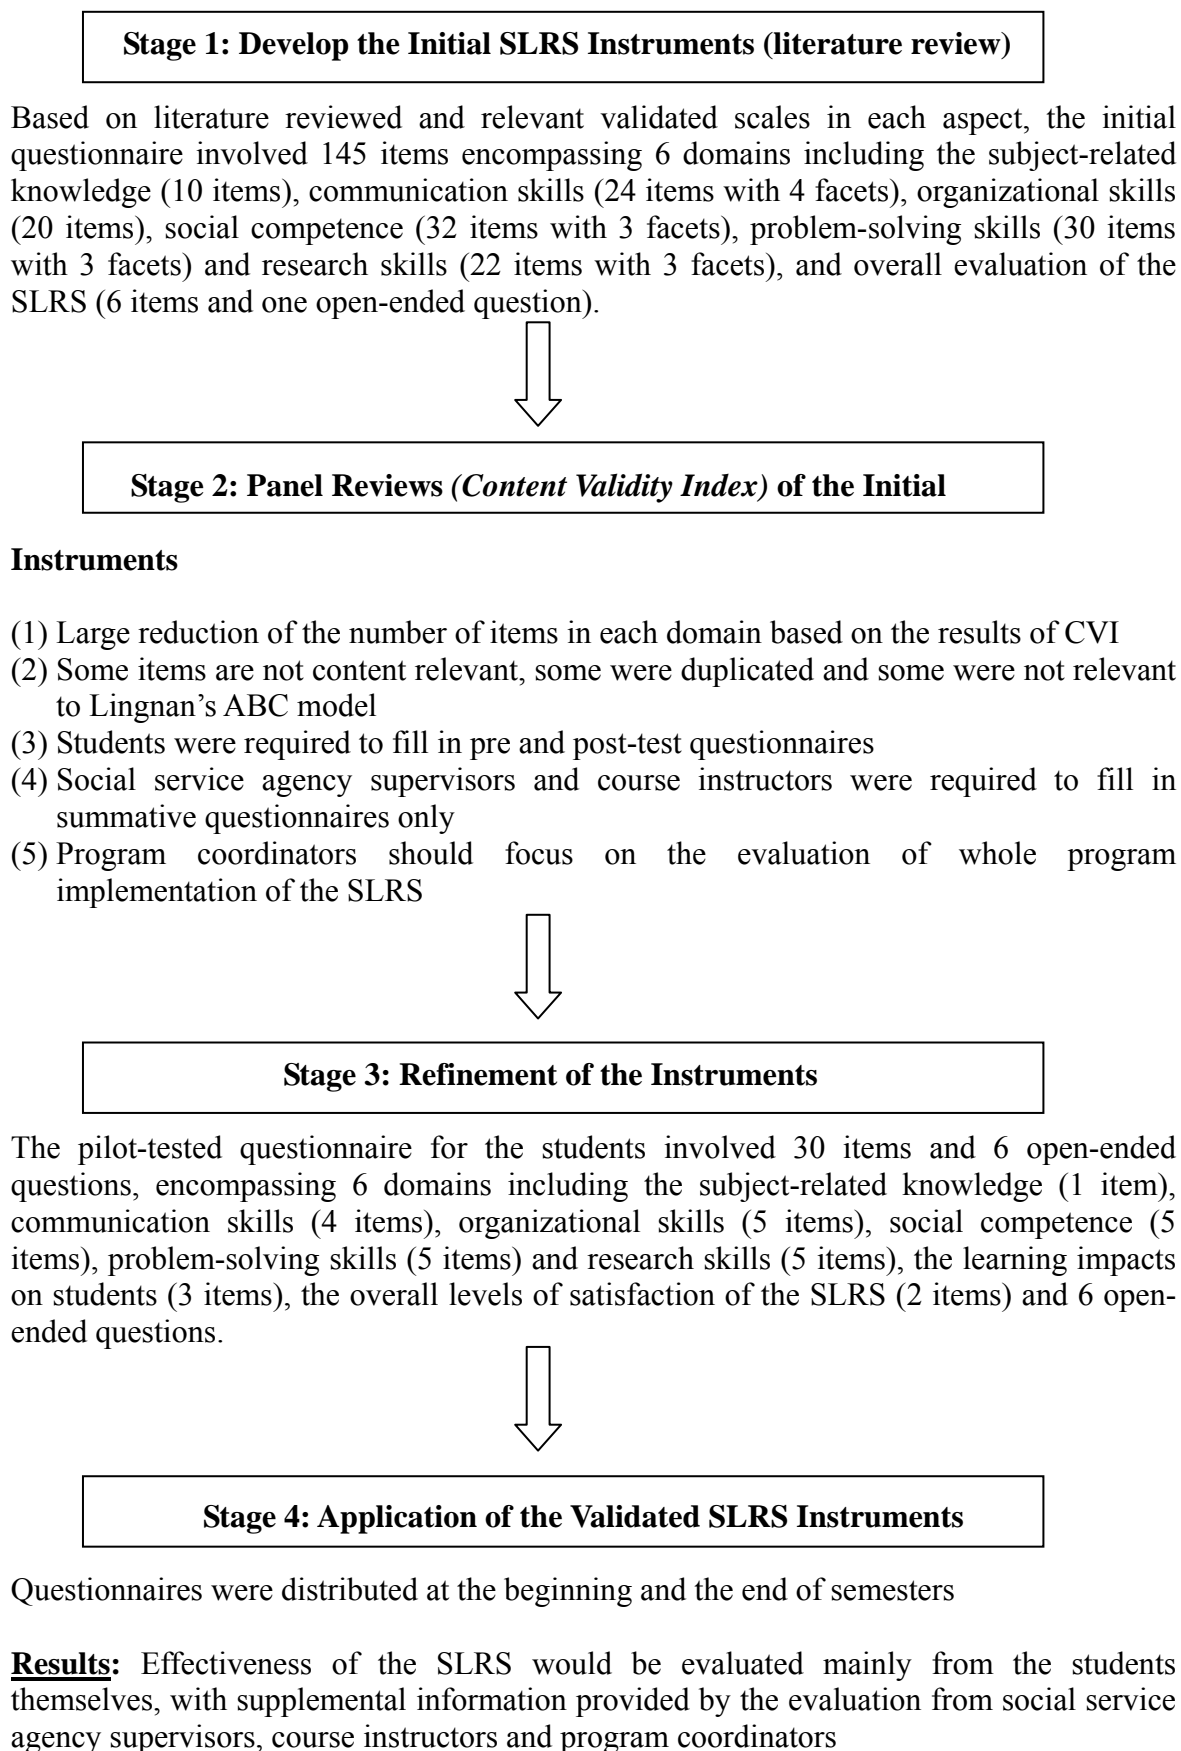 Stage 1: Develop the Initial SLRS Instruments (literature review)
Based on literature reviewed and relevant validated scales in each aspect, the initial
questionnaire involved 145 items encompassing 6 domains including the subject-related
knowledge (10 items), communication skills (24 items with 4 facets), organizational skills
(20 items), social competence (32 items with 3 facets), problem-solving skills (30 items
with 3 facets) and research skills (22 items with 3 facets), and overall evaluation of the
SLRS (6 items and one open-ended question).
Stage 2: Panel Reviews (Content Validity Index) of the Initial
Instruments
(1) Large reduction of the number of items in each domain based on the results of CVI
(2) Some items are not content relevant, some were duplicated and some were not relevant
to Lingnan’s ABC model
(3) Students were required to fill in pre and post-test questionnaires
(4) Social service agency supervisors and course instructors were required to fill in
summative questionnaires only
(5) Program coordinators should focus on the evaluation of whole program
implementation of the SLRS
Stage 3: Refinement of the Instruments
The pilot-tested questionnaire for the students involved 30 items and 6 open-ended
questions, encompassing 6 domains including the subject-related knowledge (1 item),
communication skills (4 items), organizational skills (5 items), social competence (5
items), problem-solving skills (5 items) and research skills (5 items), the learning impacts
on students (3 items), the overall levels of satisfaction of the SLRS (2 items) and 6 open-
ended questions.
Stage 4: Application of the Validated SLRS Instruments
Questionnaires were distributed at the beginning and the end of semesters
Results: Effectiveness of the SLRS would be evaluated mainly from the students
themselves, with supplemental information provided by the evaluation from social service
agency supervisors, course instructors and program coordinators